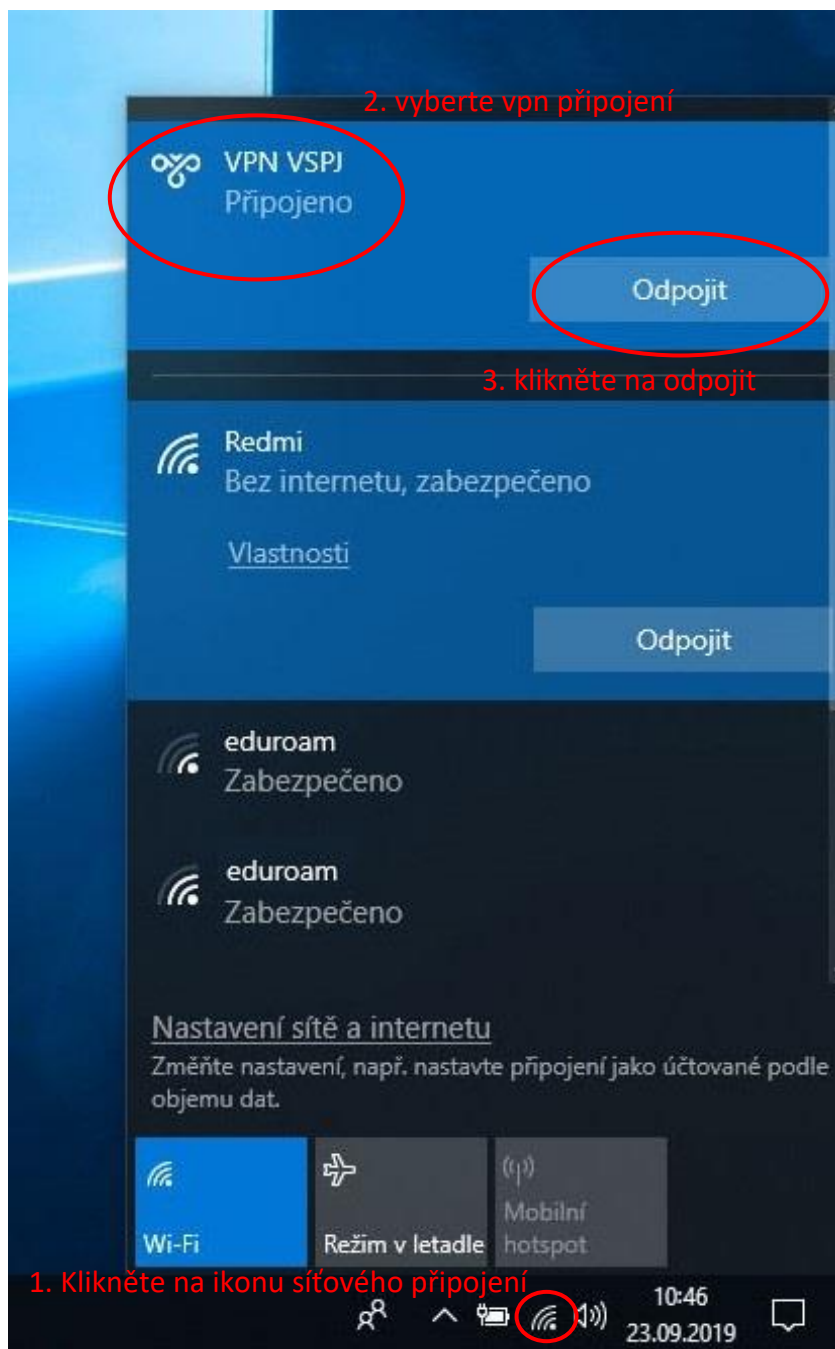 2. vyberte vpn připojení
VPN VSPJ
Připojeno
Odpojit
3. klikněte na odpojit
Redmi
Bez internetu, zabezpečeno
Vlastnosti
Odpojit
eduroam
Zabezpečeno
eduroam
Zabezpečeno
Nastavení sítě a internetu
Změňte nastavení, např. nastavte připojení jako účtované podle
objemu dat.
Wi-Fi
Režim v letadle
Mobilní
hotspot
1. Klikněte na ikonu síťového připojení
10:46
23.09.2019